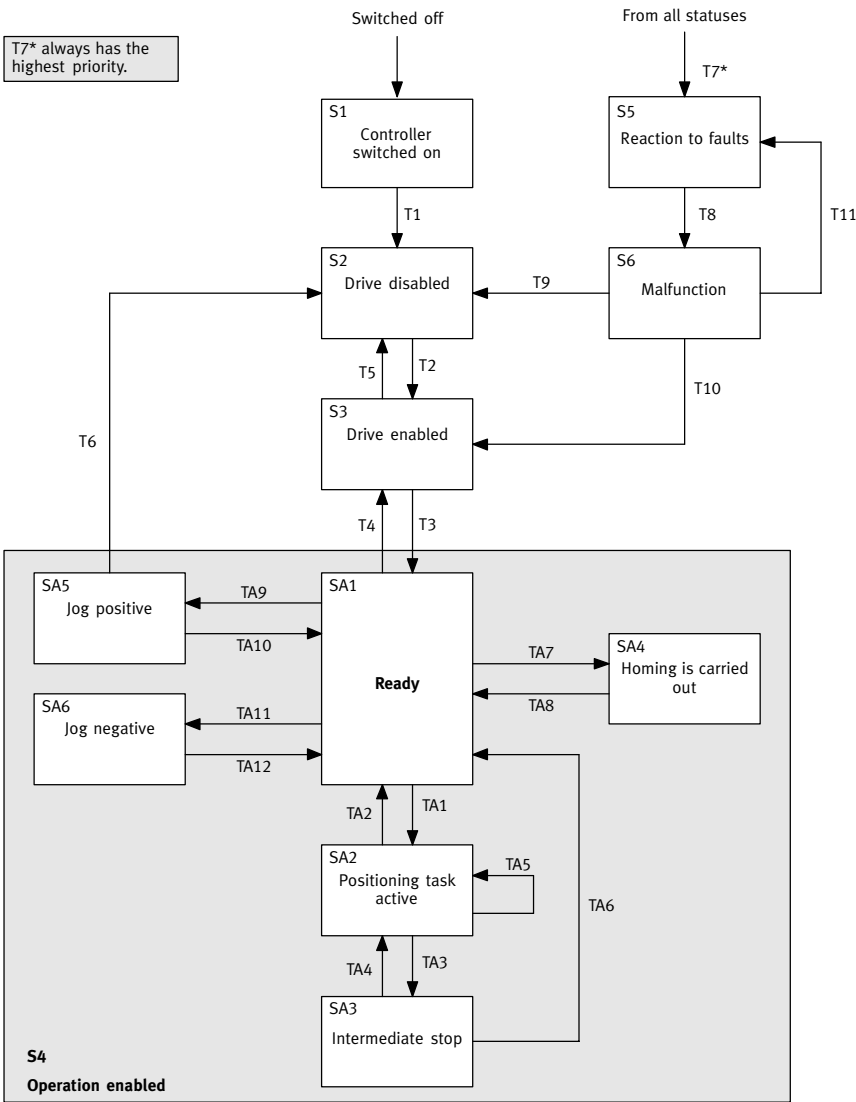 Switched off
From all statuses
T7* always has the
highest priority.
T7*
S1
Controller
switched on
S5
Reaction to faults
T1
T8
T11
S2
Drive disabled
T9
S6
Malfunction
T5
T2
T10
S3
Drive enabled
T6
T4
T3
SA5
Jog positive
TA9
TA10
SA1
Ready
TA7
TA8
SA4
Homing is carried
out
SA6
Jog negative
TA11
TA12
TA2
TA1
SA2
Positioning task
active
TA5
TA6
TA4
TA3
SA3
Intermediate stop
S4
Operation enabled